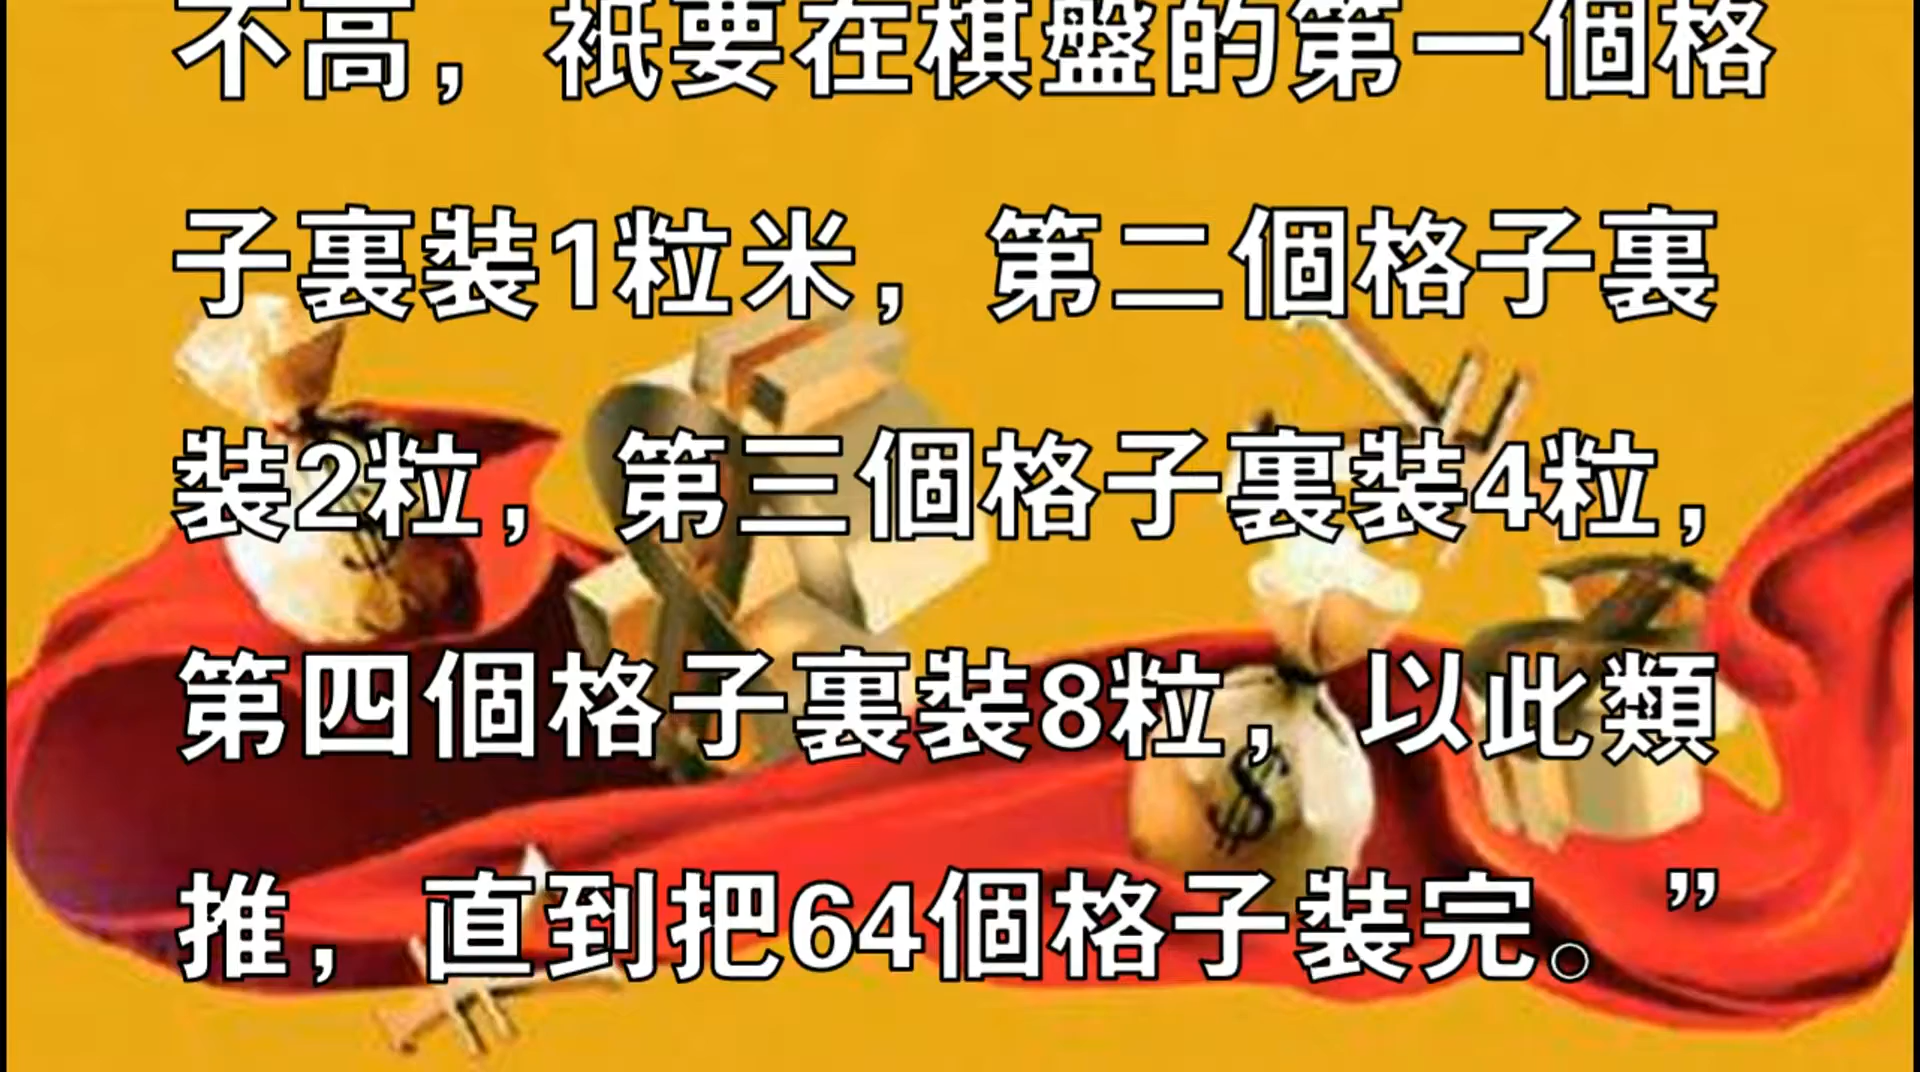 不高，衹要在棋盤的第一個格
子裏裝1粒米，第二個格子裏
裝2粒，第三個格子裏裝4粒，
第四個格子裏裝8粒，以此類
推，直到把64個格子裝完。”
$
$